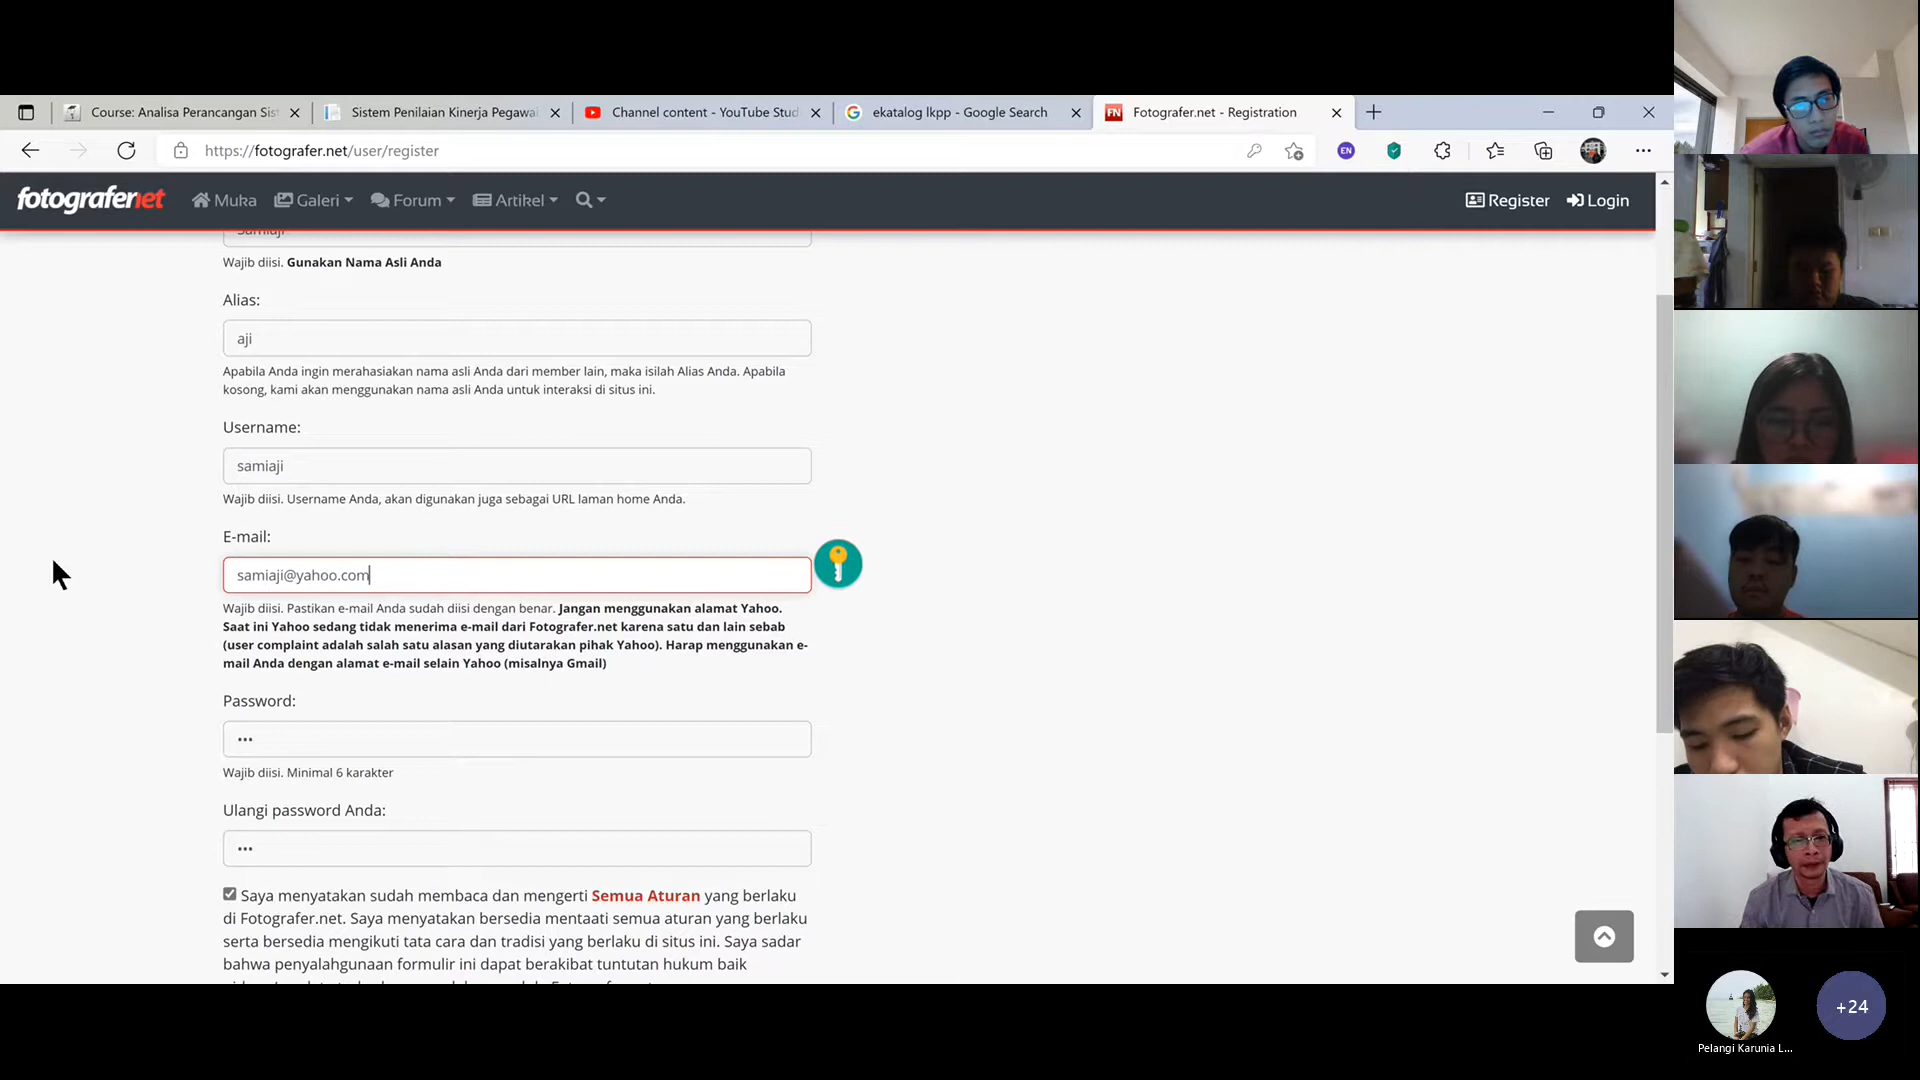 Course: Analisa Perancangan Sist
Sistem Penilaian Kinerja Pegawai
Channel content - YouTube Stud
ekatalog lkpp - Google Search
FN Fotografer.net - Registration
https://fotografer.net/user/register
EN
fotografernet
Muka
Galeri
Forum
Artikel
Register
Login
Samiaji
Wajib diisi. Gunakan Nama Asli Anda
Alias:
aji
Apabila Anda ingin merahasiakan nama asli Anda dari member lain, maka isilah Alias Anda. Apabila
kosong, kami akan menggunakan nama asli Anda untuk interaksi di situs ini.
Username:
samiaji
Wajib diisi. Username Anda, akan digunakan juga sebagai URL laman home Anda.
E-mail:
samiaji@yahoo.com
Wajib diisi. Pastikan e-mail Anda sudah diisi dengan benar. Jangan menggunakan alamat Yahoo.
Saat ini Yahoo sedang tidak menerima e-mail dari Fotografer.net karena satu dan lain sebab
(user complaint adalah salah satu alasan yang diutarakan pihak Yahoo). Harap menggunakan e-
mail Anda dengan alamat e-mail selain Yahoo (misalnya Gmail)
Password:
•••
Wajib diisi. Minimal 6 karakter
Ulangi password Anda:
•••
Saya menyatakan sudah membaca dan mengerti Semua Aturan yang berlaku
di Fotografer.net. Saya menyatakan bersedia mentaati semua aturan yang berlaku
serta bersedia mengikuti tata cara dan tradisi yang berlaku di situs ini. Saya sadar
bahwa penyalahgunaan formulir ini dapat berakibat tuntutan hukum baik
+24
Pelangi Karunia L...